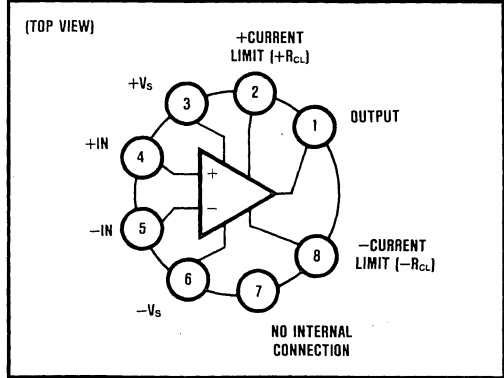 (TOP VIEW)
+CURRENT
LIMIT (+RCL)
+VS
3
2
1
OUTPUT
+IN
4
+
−IN
5
−
8
−CURRENT
LIMIT (−RCL)
6
7
−VS
NO INTERNAL
CONNECTION